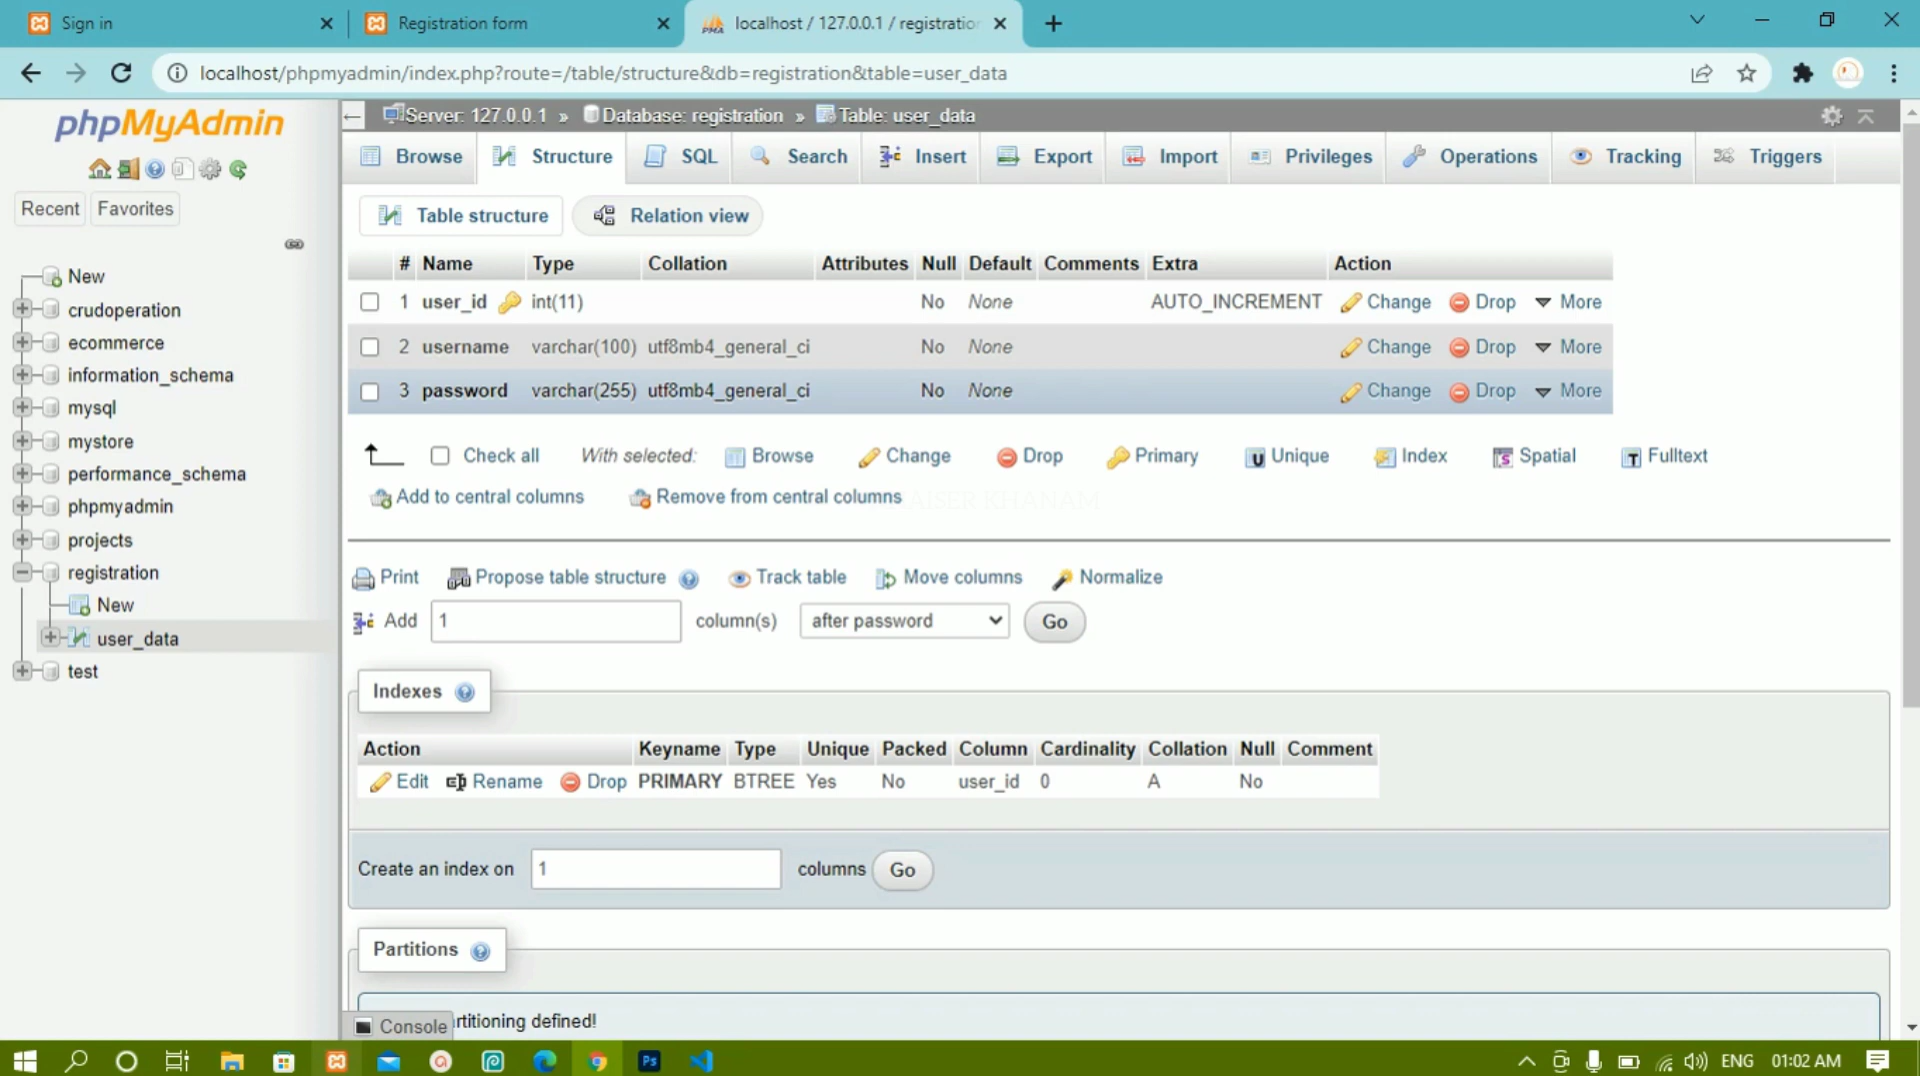 Sign in
Registration form
localhost / 127.0.0.1 / registration
localhost/phpmyadmin/index.php?route=/table/structure&db=registration&table=user_data
phpMyAdmin
Recent Favorites
New
crudoperation
ecommerce
information_schema
mysql
mystore
performance_schema
phpmyadmin
projects
registration
New
user_data
test
Server: 127.0.0.1 » Database: registration » Table: user_data
Browse Structure SQL Search Insert Export Import Privileges Operations Tracking Triggers
Table structure Relation view
# Name Type Collation Attributes Null Default Comments Extra Action
1 user_id int(11) No None AUTO_INCREMENT Change Drop More
2 username varchar(100) utf8mb4_general_ci No None Change Drop More
3 password varchar(255) utf8mb4_general_ci No None Change Drop More
Check all With selected: Browse Change Drop Primary Unique Index Spatial Fulltext
Add to central columns Remove from central columns
KHANAM
Print Propose table structure Track table Move columns Normalize
Add 1 column(s) after password Go
Indexes
Action Keyname Type Unique Packed Column Cardinality Collation Null Comment
Edit Rename Drop PRIMARY BTREE Yes No user_id 0 A No
Create an index on 1 columns Go
Partitions
Console rtitioning defined!
Ps
ENG 01:02 AM